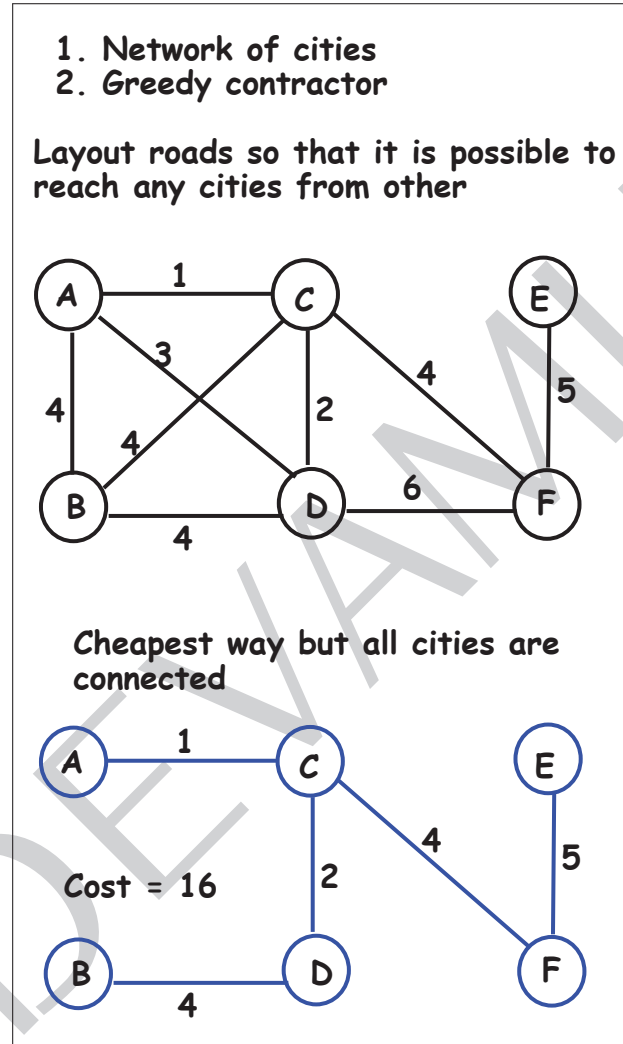 1. Network of cities
2. Greedy contractor
Layout roads so that it is possible to
reach any cities from other
A 1 C E
3
4 4 2 4 5
B 4 D 6 F
Cheapest way but all cities are
connected
A 1 C E
4
2 5
Cost = 16
B 4 D F
DEVAM